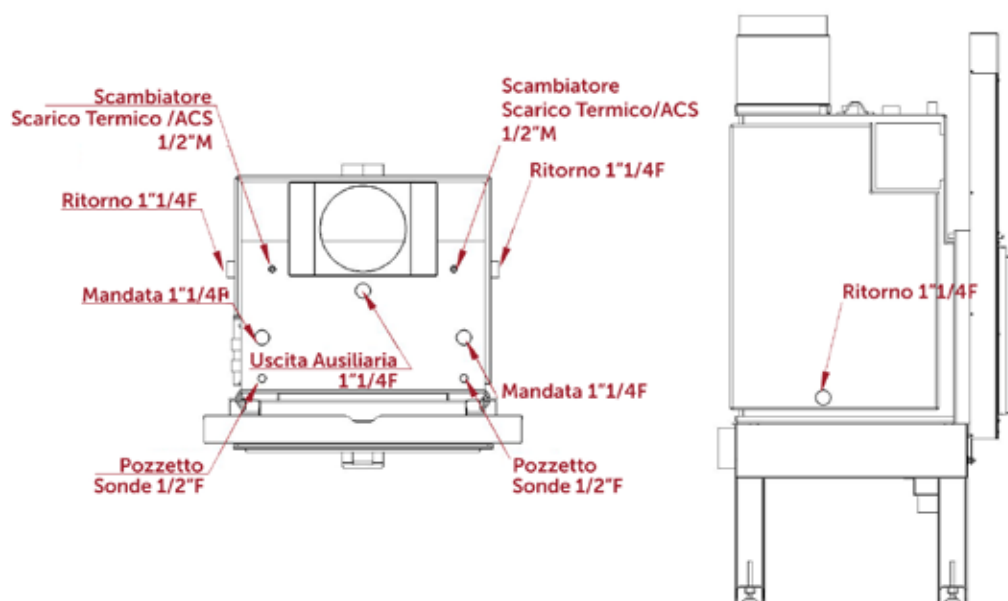 Scambiatore
Scarico Termico /ACS
1/2"M
Scambiatore
Scarico Termico/ACS
1/2"M
Ritorno 1"1/4F
Ritorno 1"1/4F
Mandata 1"1/4F
Uscita Ausiliaria
1"1/4F
Mandata 1"1/4F
Pozzetto
Sonde 1/2"F
Pozzetto
Sonde 1/2"F
Ritorno 1"1/4F